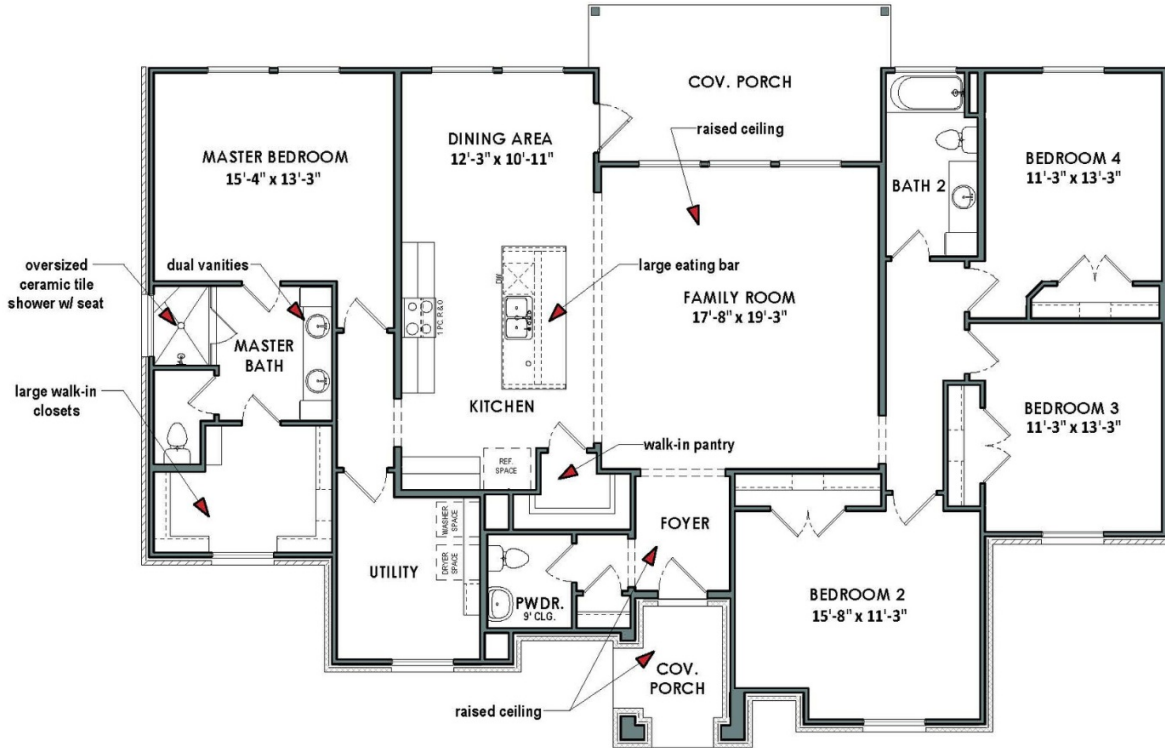 COV. PORCH
raised ceiling
MASTER BEDROOM
15'-4" x 13'-3"
DINING AREA
12'-3" x 10'-11"
BEDROOM 4
11'-3" x 13'-3"
BATH 2
oversized
ceramic tile
shower w/ seat
dual vanities
large eating bar
DW
FAMILY ROOM
17'-8" x 19'-3"
1 PC. R & O
MASTER
BATH
large walk-in
closets
KITCHEN
BEDROOM 3
11'-3" x 13'-3"
walk-in pantry
REF.
SPACE
WASHER
SPACE
DRYER
SPACE
FOYER
UTILITY
PWDR.
9' CLG.
BEDROOM 2
15'-8" x 11'-3"
COV.
PORCH
raised ceiling